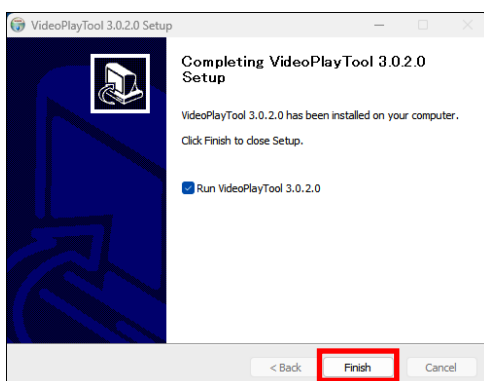 VideoPlayTool 3.0.2.0 Setup
Completing VideoPlayTool 3.0.2.0
Setup
VideoPlayTool 3.0.2.0 has been installed on your computer.
Click Finish to close Setup.
Run VideoPlayTool 3.0.2.0
< Back
Finish
Cancel